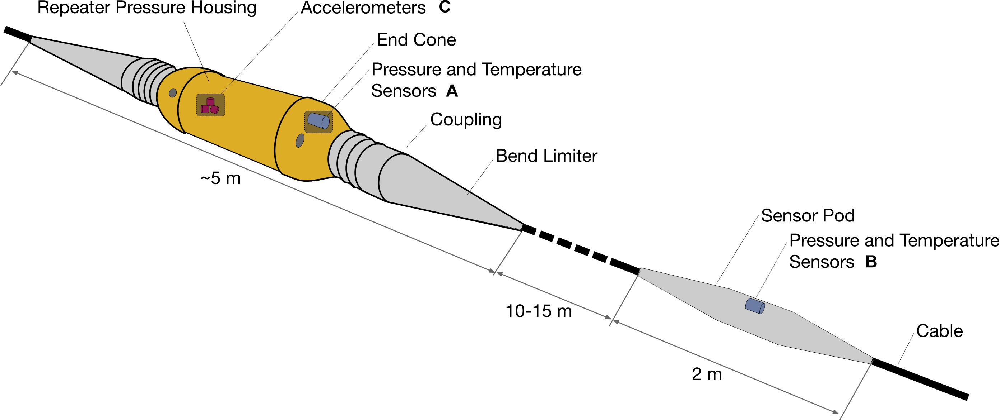 Repeater Pressure Housing
Accelerometers C
End Cone
Pressure and Temperature
Sensors A
Coupling
Bend Limiter
~5 m
Sensor Pod
Pressure and Temperature
Sensors B
10-15 m
Cable
2 m